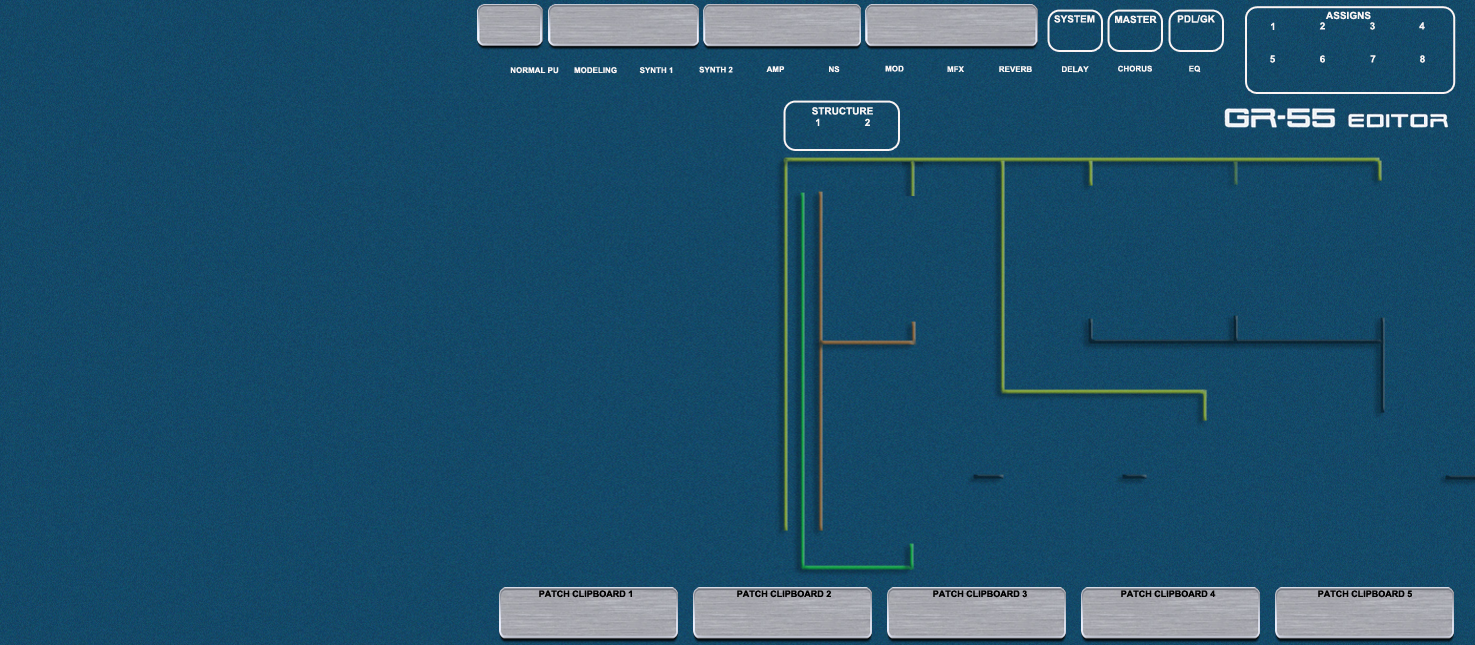 SYSTEM MASTER PDL/GK ASSIGNS
1 2 3 4
5 6 7 8
NORMAL PU MODELING SYNTH 1 SYNTH 2 AMP NS MOD MFX REVERB DELAY CHORUS EQ
STRUCTURE
1 2
GR-55 EDITOR
PATCH CLIPBOARD 1 PATCH CLIPBOARD 2 PATCH CLIPBOARD 3 PATCH CLIPBOARD 4 PATCH CLIPBOARD 5